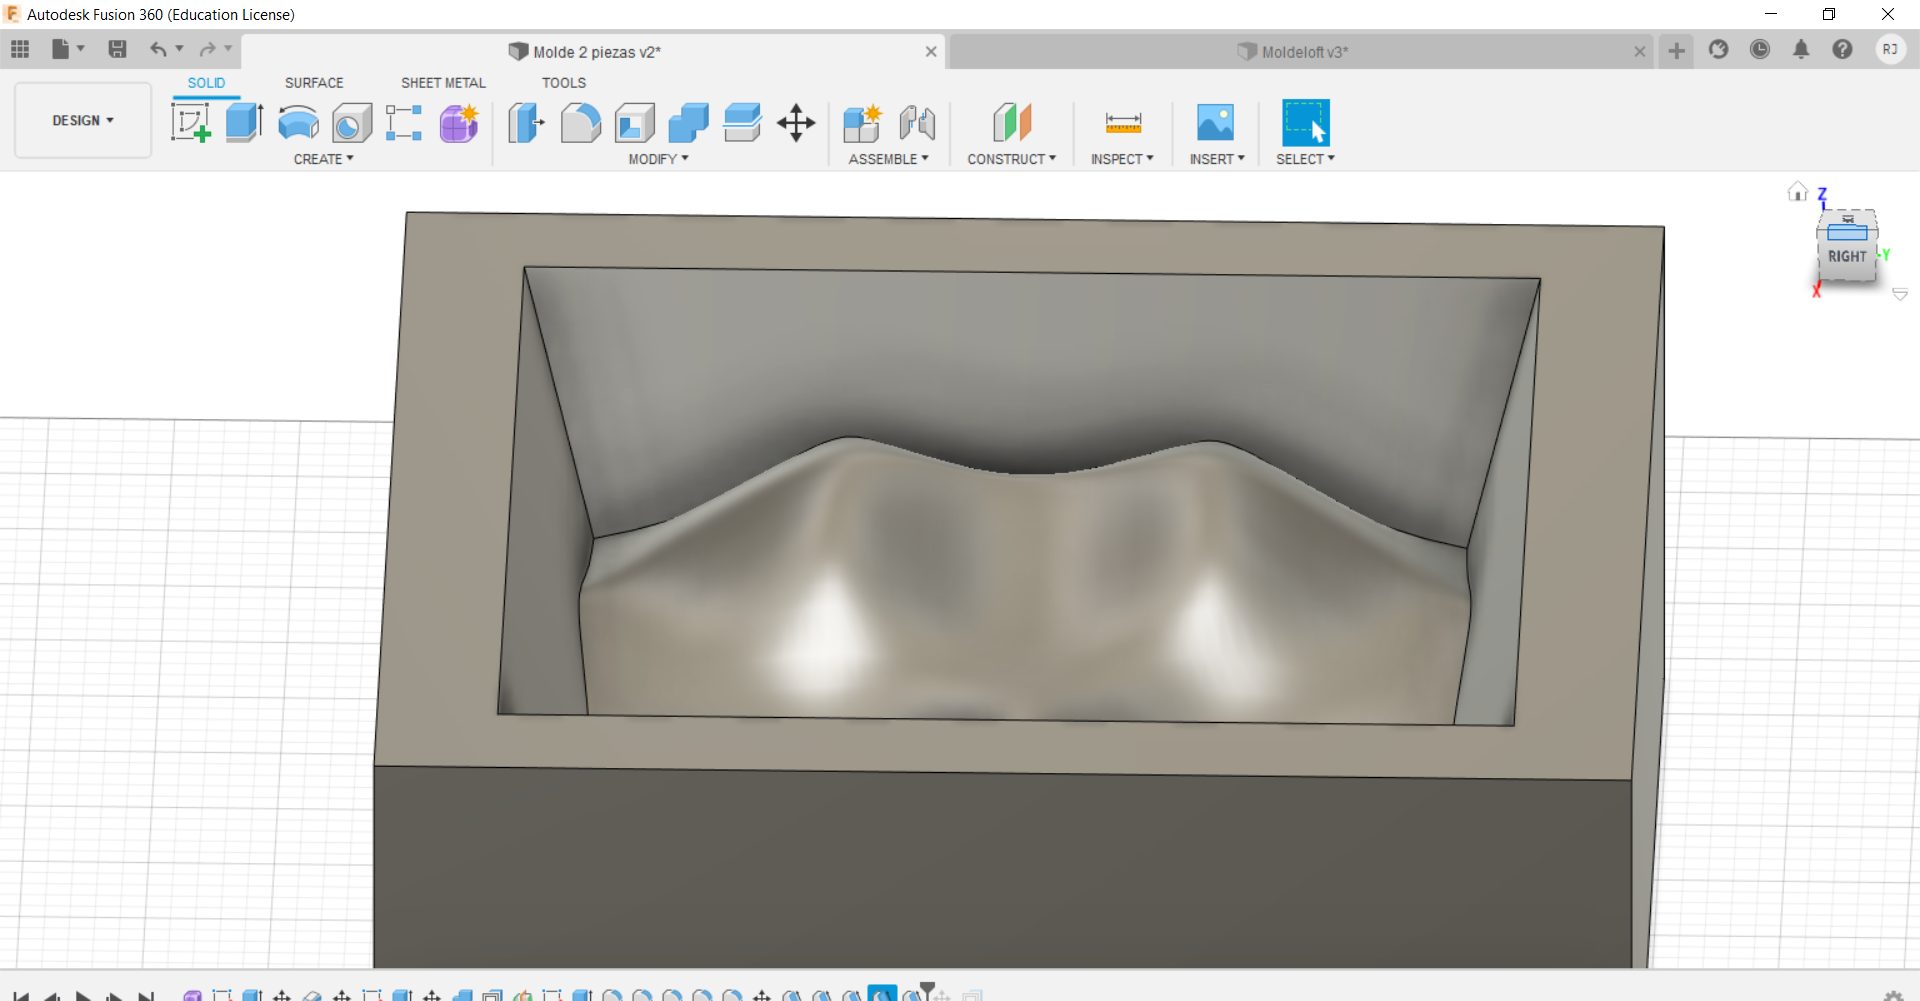 Autodesk Fusion 360 (Education License)
Molde 2 piezas v2*
Moldeloft v3*
RJ
SOLID SURFACE SHEET METAL TOOLS
DESIGN
CREATE MODIFY ASSEMBLE CONSTRUCT INSPECT INSERT SELECT
Z
RIGHT
Y
X